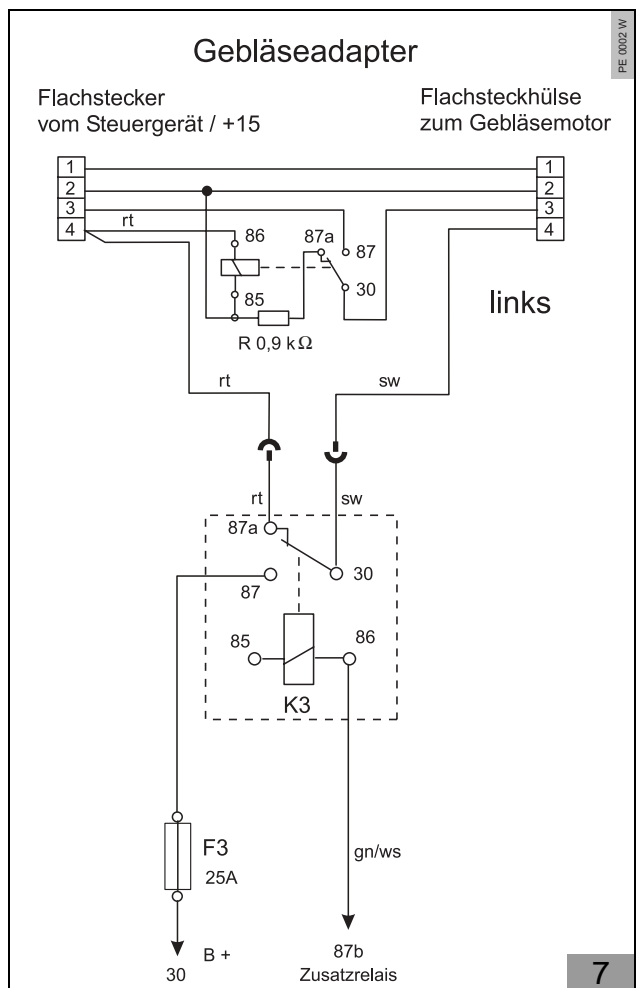 Gebläseadapter
PE 0002 W
Flachstecker
vom Steuergerät / +15
Flachsteckhülse
zum Gebläsemotor
1
2
3
4
1
2
3
4
rt
86
87a
87
85
30
R 0,9 kΩ
links
rt
sw
rt
sw
87a
87
30
85
86
K3
F3
25A
gn/ws
B +
30
87b
Zusatzrelais
7